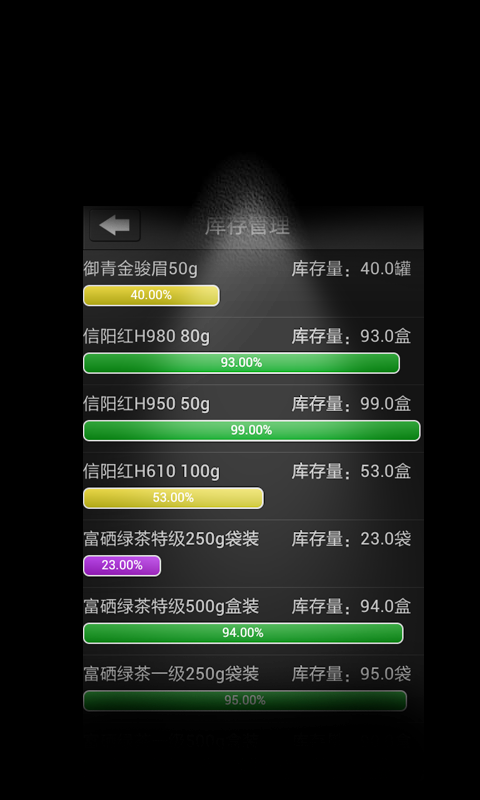 库存管理
御青金骏眉50g 库存量：40.0罐
40.00%
信阳红H980 80g 库存量：93.0盒
93.00%
信阳红H950 50g 库存量：99.0盒
99.00%
信阳红H610 100g 库存量：53.0盒
53.00%
富硒绿茶特级250g袋装 库存量：23.0袋
23.00%
富硒绿茶特级500g盒装 库存量：94.0盒
94.00%
富硒绿茶一级250g袋装 库存量：95.0袋
95.00%